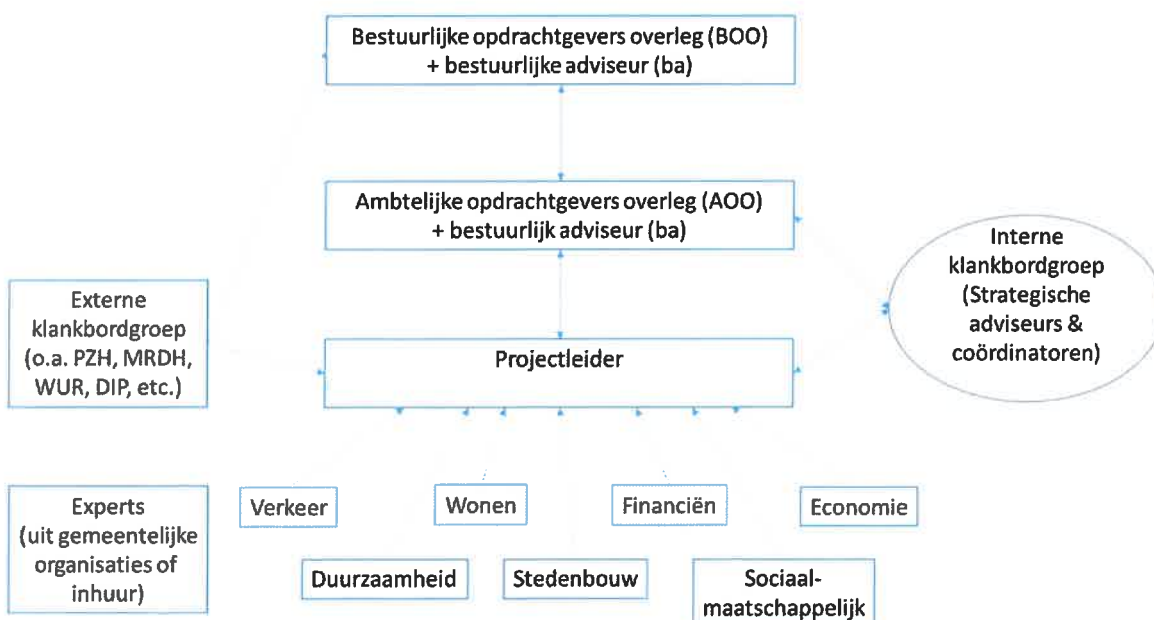 Bestuurlijke opdrachtgevers overleg (BOO)
+ bestuurlijke adviseur (ba)
Ambtelijke opdrachtgevers overleg (AOO)
+ bestuurlijk adviseur (ba)
Interne
klankbordgroep
(Strategische
adviseurs &
coördinatoren)
Externe
klankbordgroep
(o.a. PZH, MRDH,
WUR, DIP, etc.)
Projectleider
Experts
(uit gemeentelijke
organisaties of
inhuur)
Verkeer
Wonen
Financiën
Economie
Duurzaamheid
Stedenbouw
Sociaal-
maatschappelijk